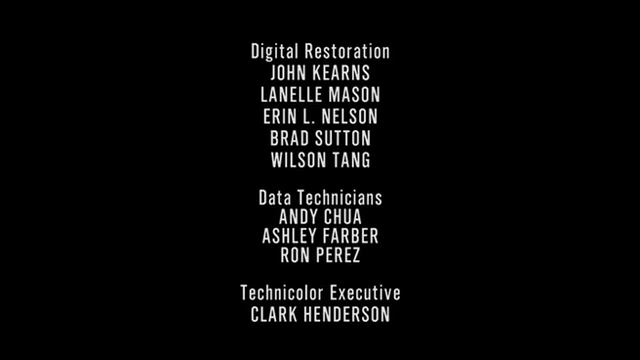 Digital Restoration
JOHN KEARNS
LANELLE MASON
ERIN L. NELSON
BRAD SUTTON
WILSON TANG
Data Technicians
ANDY CHUA
ASHLEY FARBER
RON PEREZ
Technicolor Executive
CLARK HENDERSON